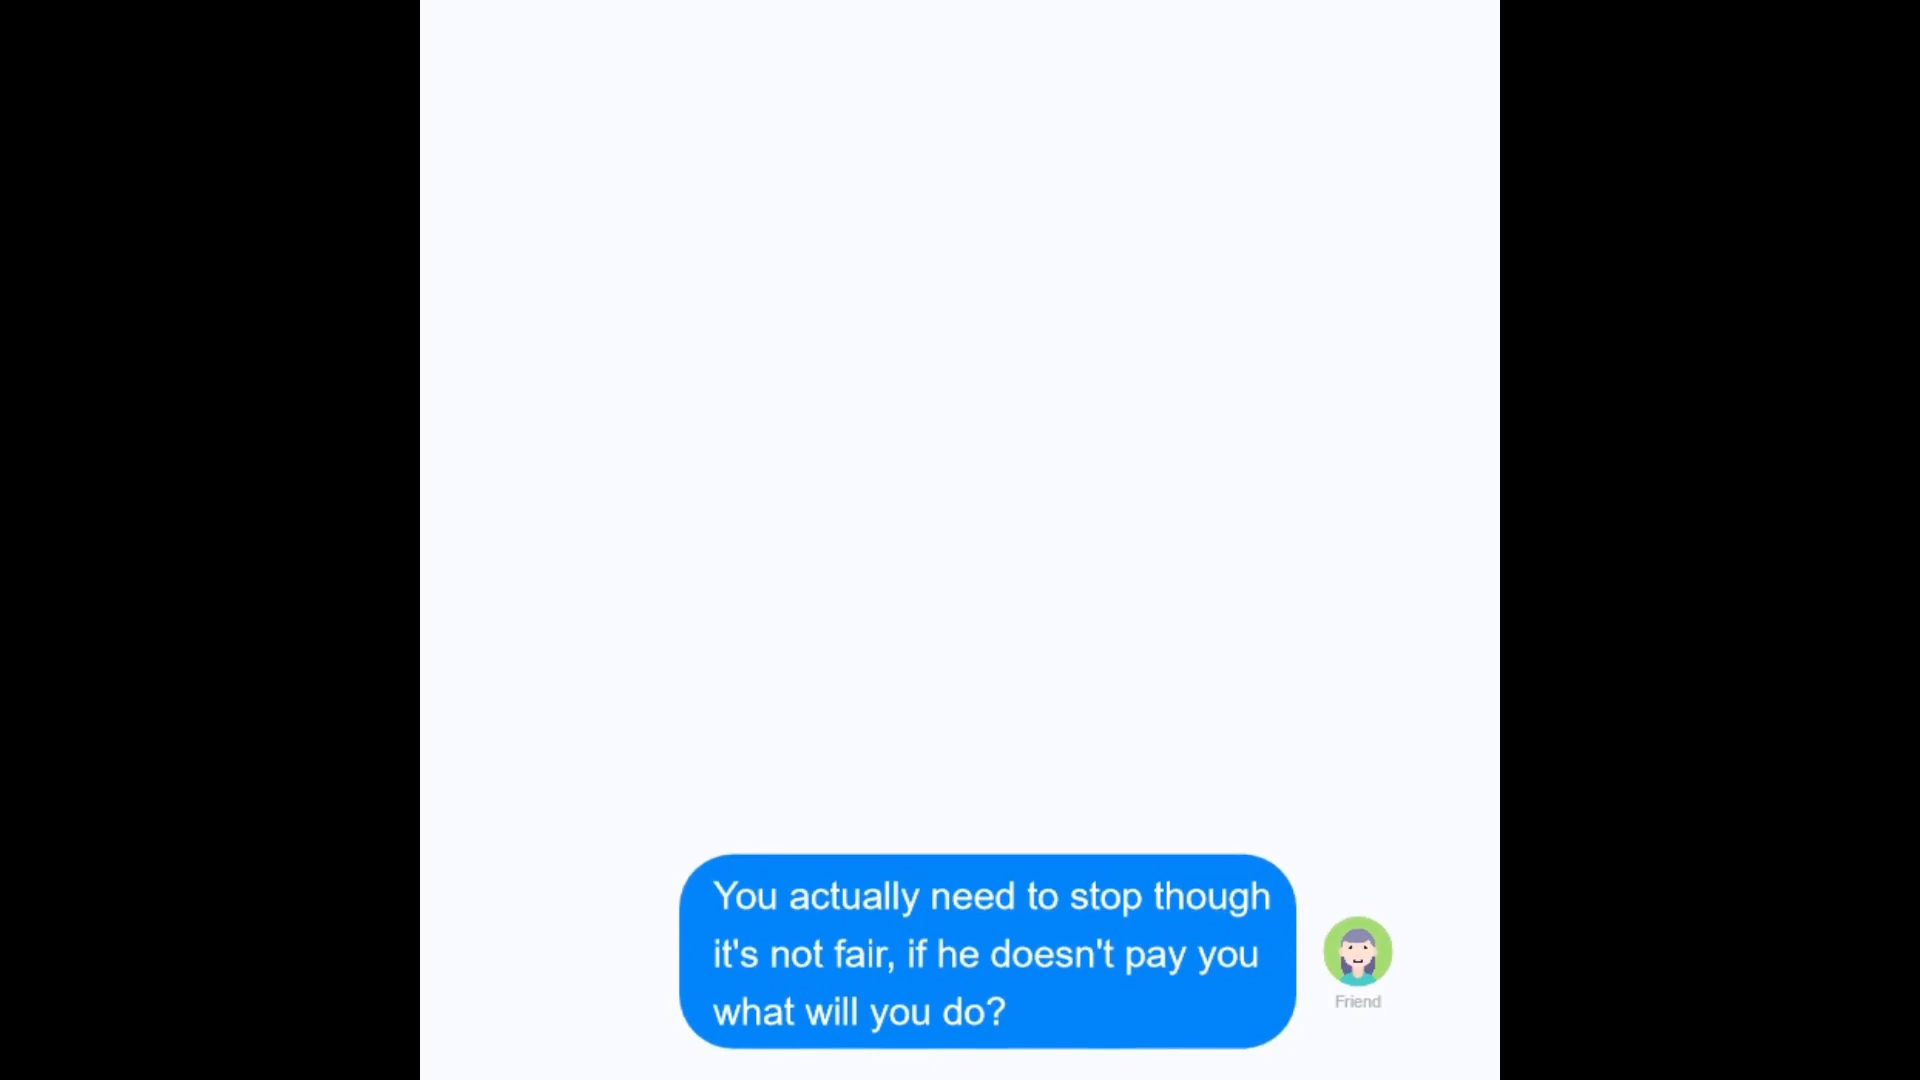 You actually need to stop though
it's not fair, if he doesn't pay you
what will you do?
Friend